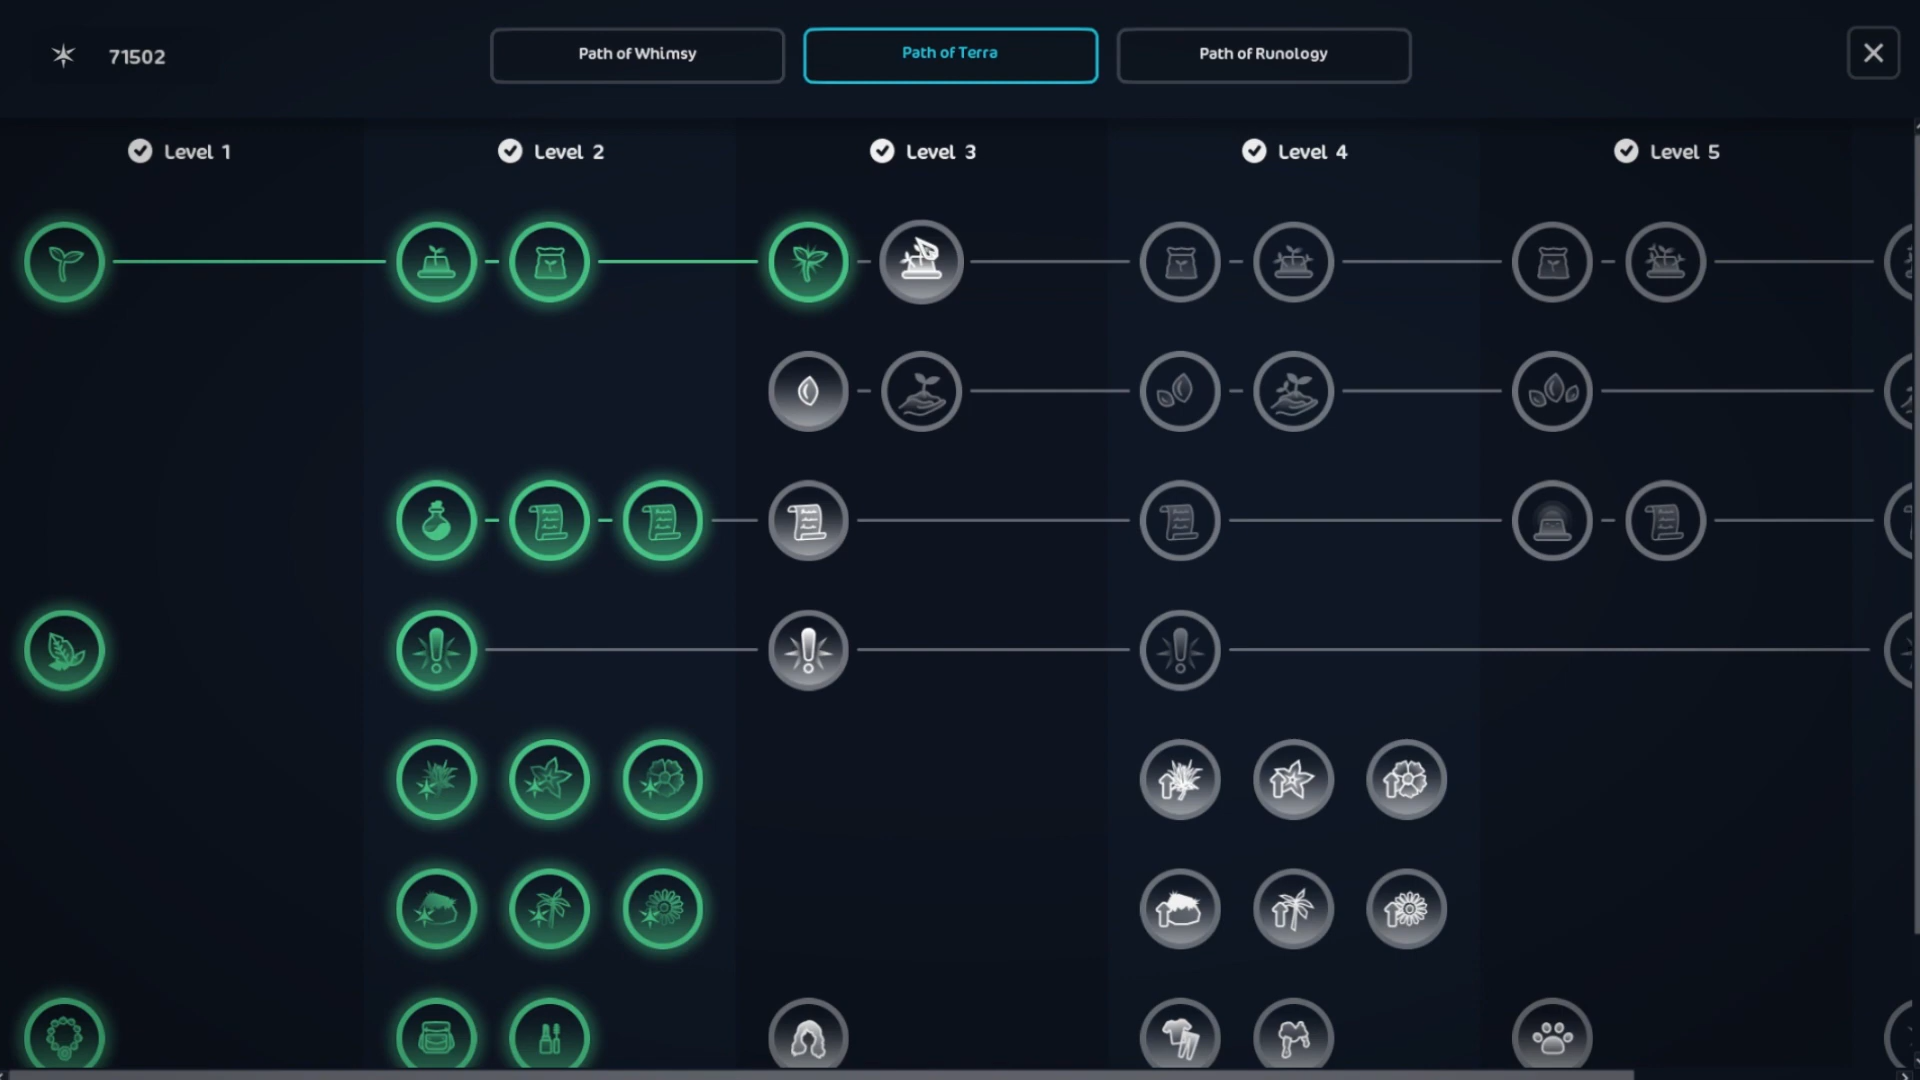 71502
Path of Whimsy
Path of Terra
Path of Runology
Level 1
Level 2
Level 3
Level 4
Level 5